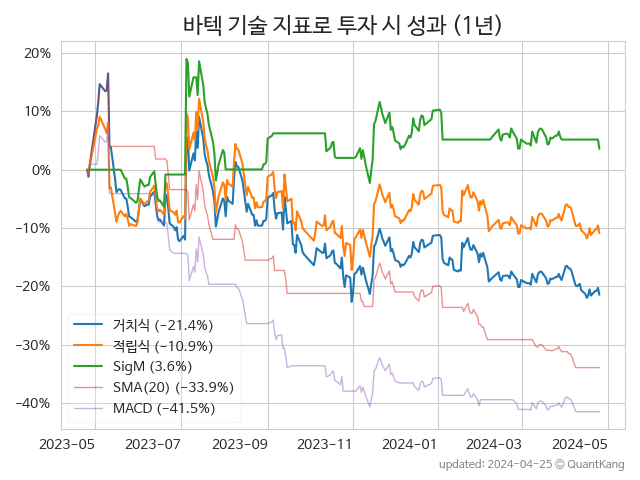 바텍 기술 지표로 투자 시 성과 (1년)
20%
10%
0%
−10%
−20%
−30%
−40%
거치식 (−21.4%)
적립식 (−10.9%)
SigM (3.6%)
SMA(20) (−33.9%)
MACD (−41.5%)
2023-05 2023-07 2023-09 2023-11 2024-01 2024-03 2024-05
updated: 2024-04-25 © QuantKang